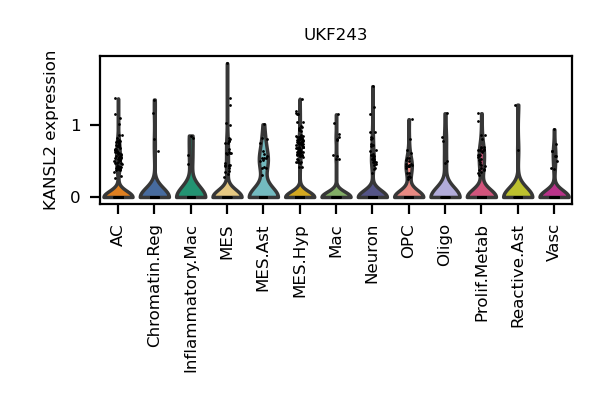 UKF243
KANSL2 expression
1
0
AC
Chromatin.Reg
Inflammatory.Mac
MES
MES.Ast
MES.Hyp
Mac
Neuron
OPC
Oligo
Prolif.Metab
Reactive.Ast
Vasc